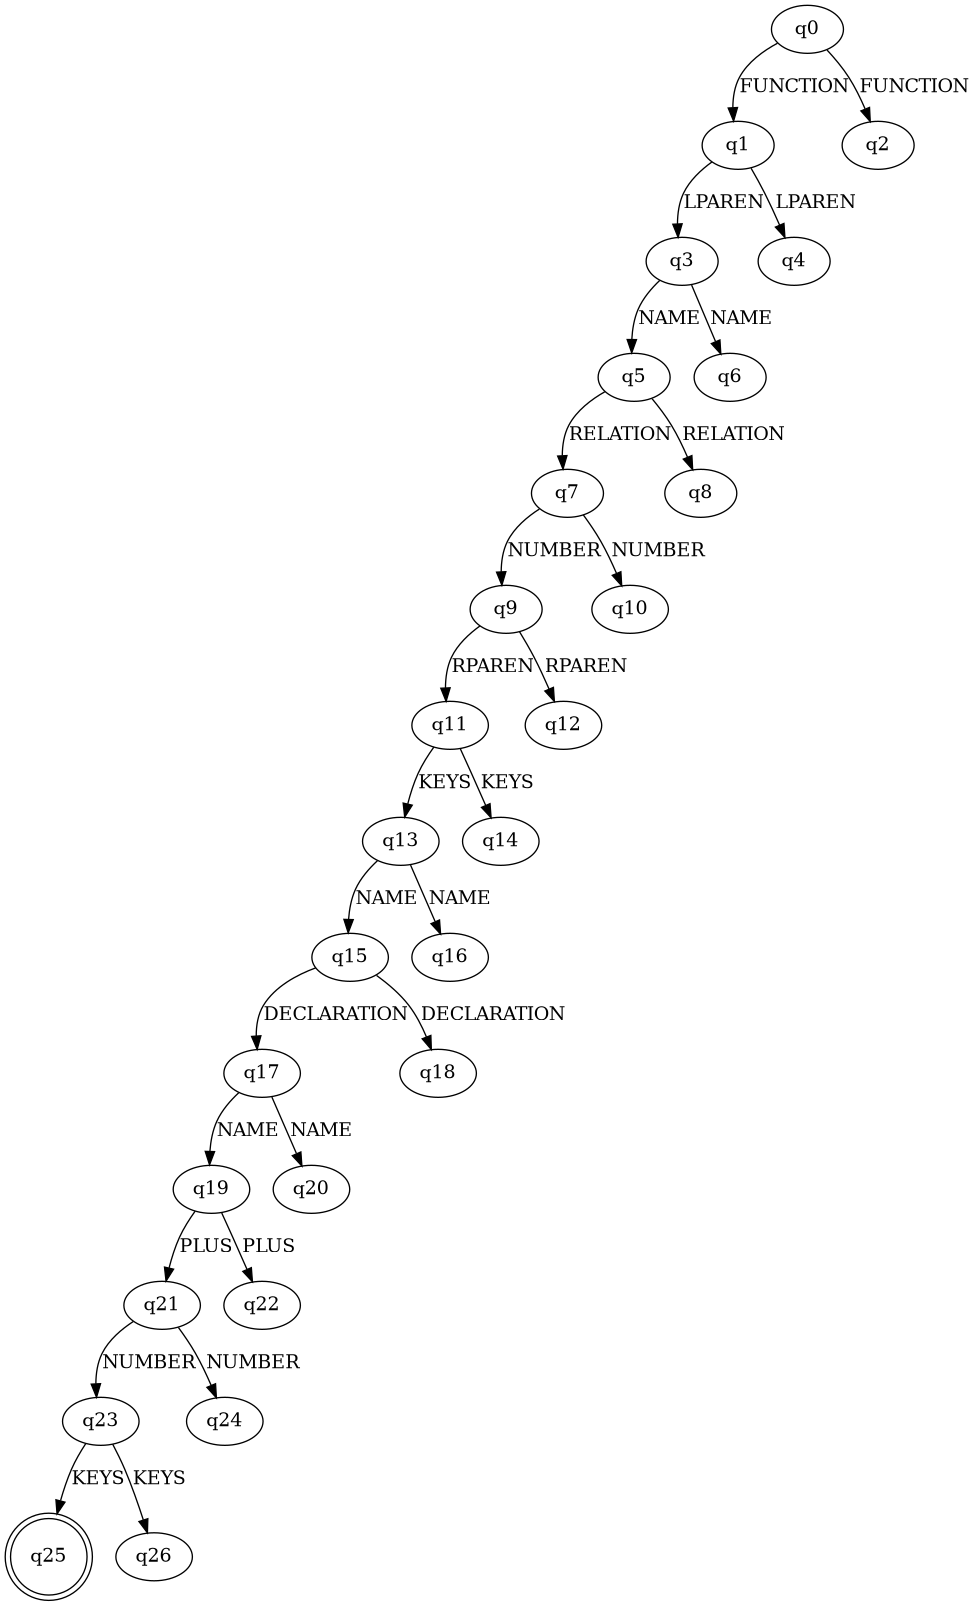 q0
FUNCTION FUNCTION
q1 q2
LPAREN LPAREN
q3 q4
NAME NAME
q5 q6
RELATION RELATION
q7 q8
NUMBER NUMBER
q9 q10
RPAREN RPAREN
q11 q12
KEYS KEYS
q13 q14
NAME NAME
q15 q16
DECLARATION DECLARATION
q17 q18
NAME NAME
q19 q20
PLUS PLUS
q21 q22
NUMBER NUMBER
q23 q24
KEYS KEYS
q25 q26